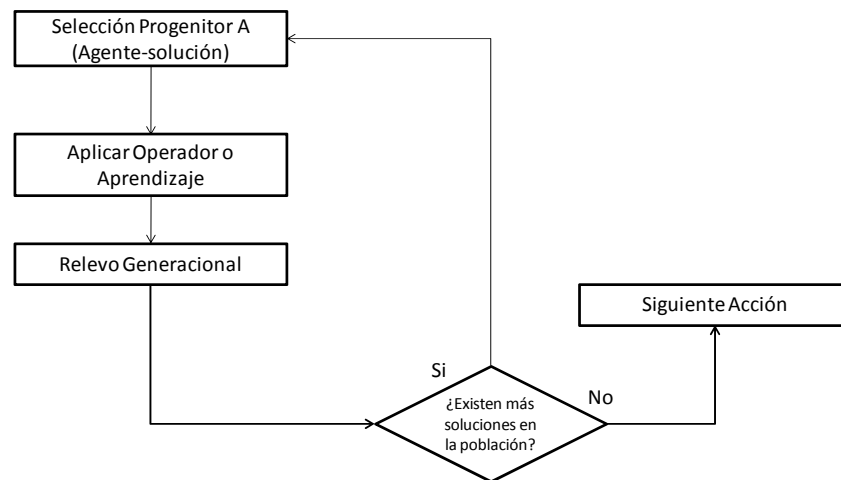 Selección Progenitor A
(Agente-solución)
Aplicar Operador o
Aprendizaje
Relevo Generacional
Siguiente Acción
Si
No
¿Existen más
soluciones en
la población?